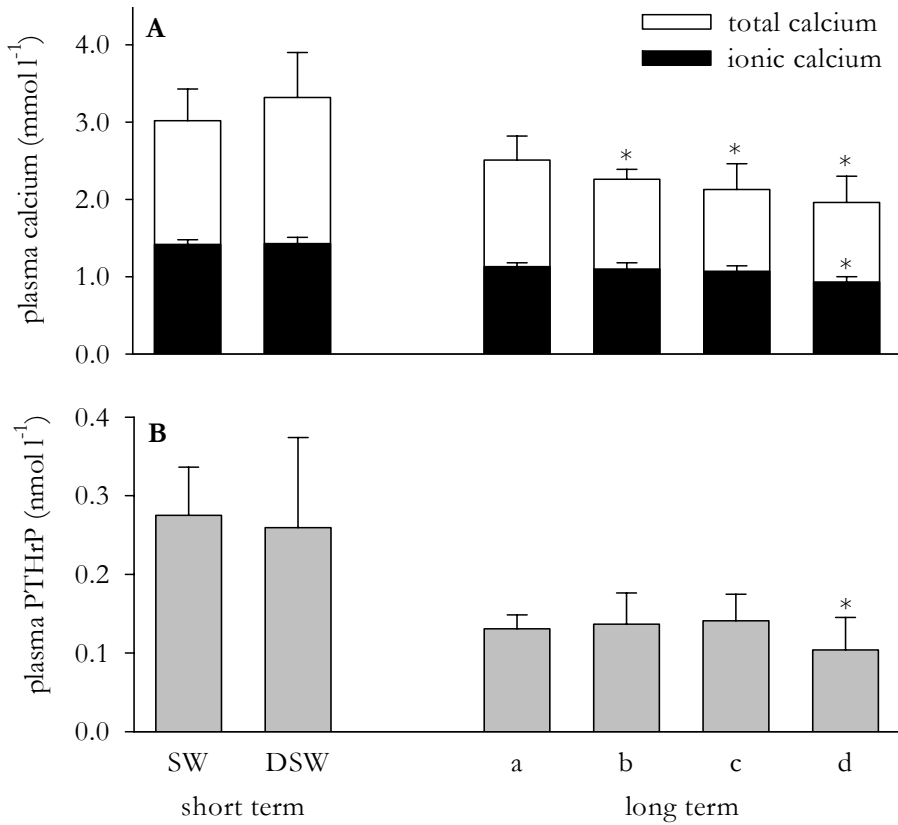 A
total calcium
ionic calcium
plasma calcium (mmol l-1)
4.0
3.0
2.0
1.0
0.0
* * *
*
B
plasma PTHrP (nmol l-1)
0.4
0.3
0.2
0.1
0.0
*
SW DSW a b c d
short term long term